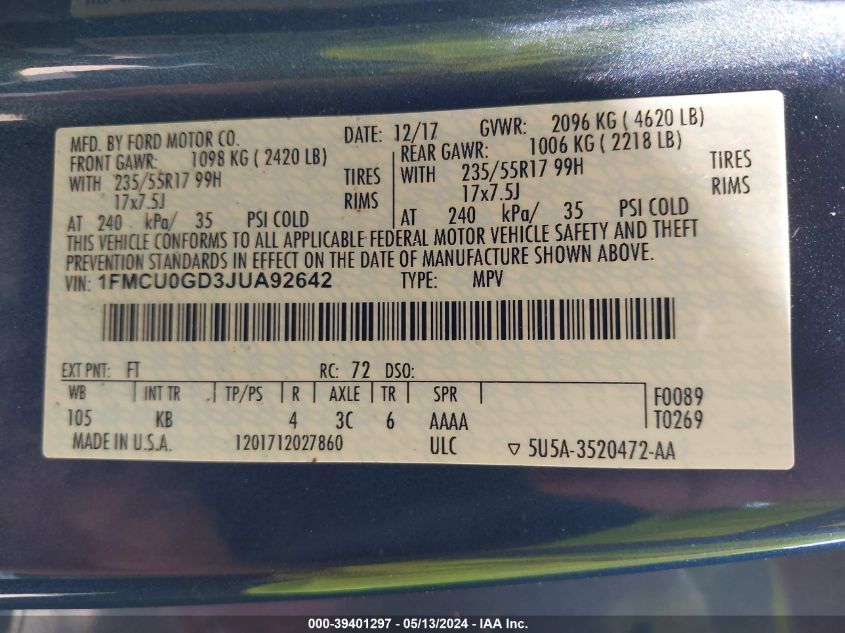 MFD. BY FORD MOTOR CO. DATE: 12/17 GVWR: 2096 KG ( 4620 LB)
FRONT GAWR: 1098 KG ( 2420 LB) REAR GAWR: 1006 KG ( 2218 LB)
WITH 235/55R17 99H TIRES WITH 235/55R17 99H TIRES
17x7.5J RIMS 17x7.5J RIMS
AT 240 kPa/ 35 PSI COLD AT 240 kPa/ 35 PSI COLD
THIS VEHICLE CONFORMS TO ALL APPLICABLE FEDERAL MOTOR VEHICLE SAFETY AND THEFT
PREVENTION STANDARDS IN EFFECT ON THE DATE OF MANUFACTURE SHOWN ABOVE.
VIN: 1FMCU0GD3JUA92642 TYPE: MPV
EXT PNT: FT RC: 72 DSO:
WB INT TR TP/PS R AXLE TR SPR F0089
105 KB 4 3C 6 AAAA T0269
MADE IN U.S.A. 1201712027860 ULC ▽ 5U5A-3520472-AA
000-39401297 - 05/13/2024 - IAA Inc.